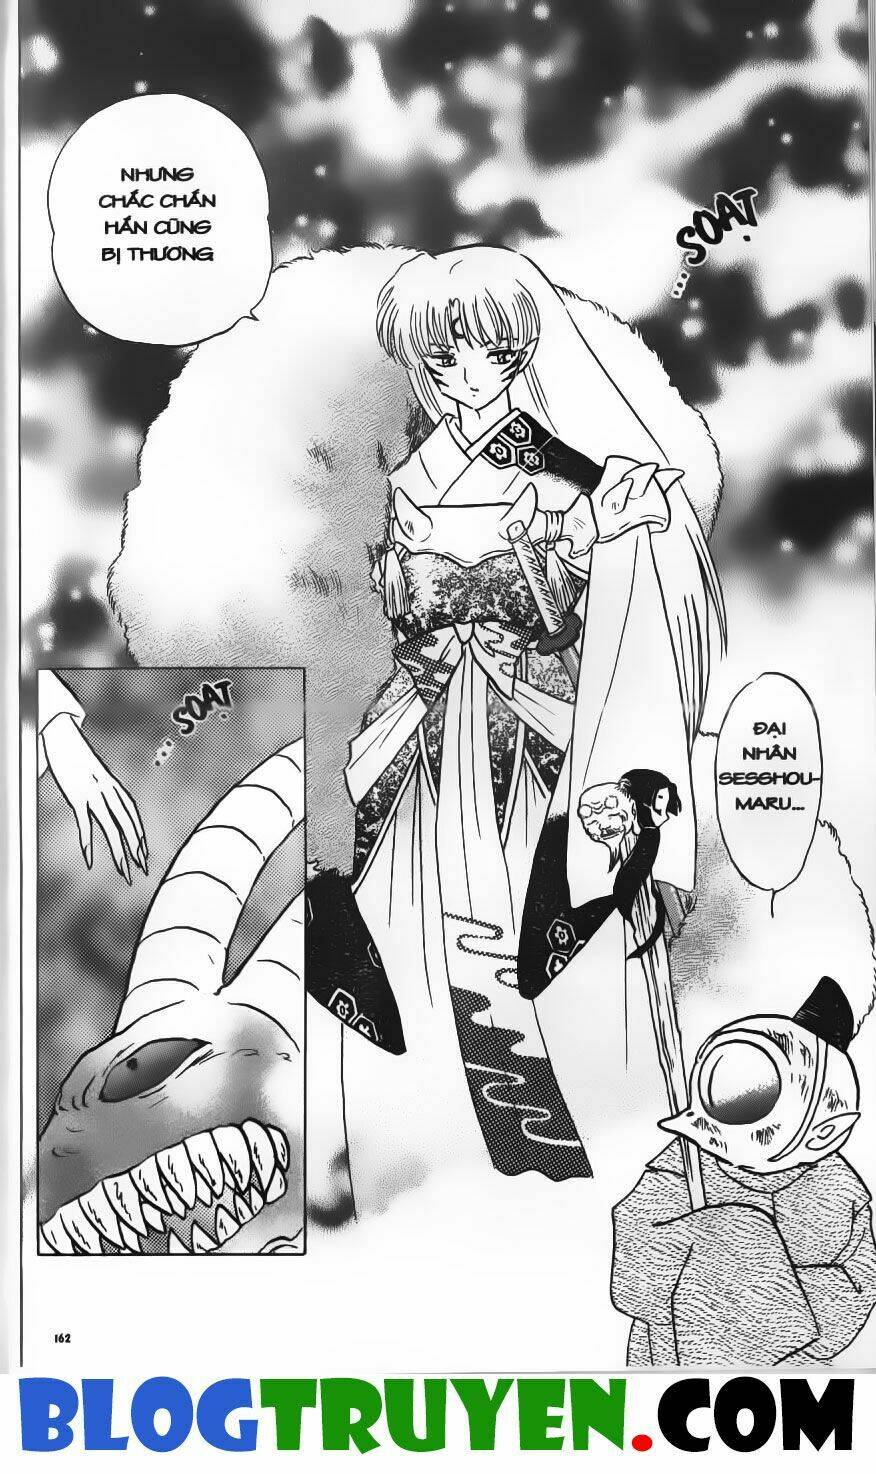 NHƯNG
CHẮC CHẮN
HẮN CŨNG
BỊ THƯƠNG
...SOẠT
...SOẠT
ĐẠI
NHÂN
SESSHOU-
MARU...
162
BLOGTRUYEN.COM